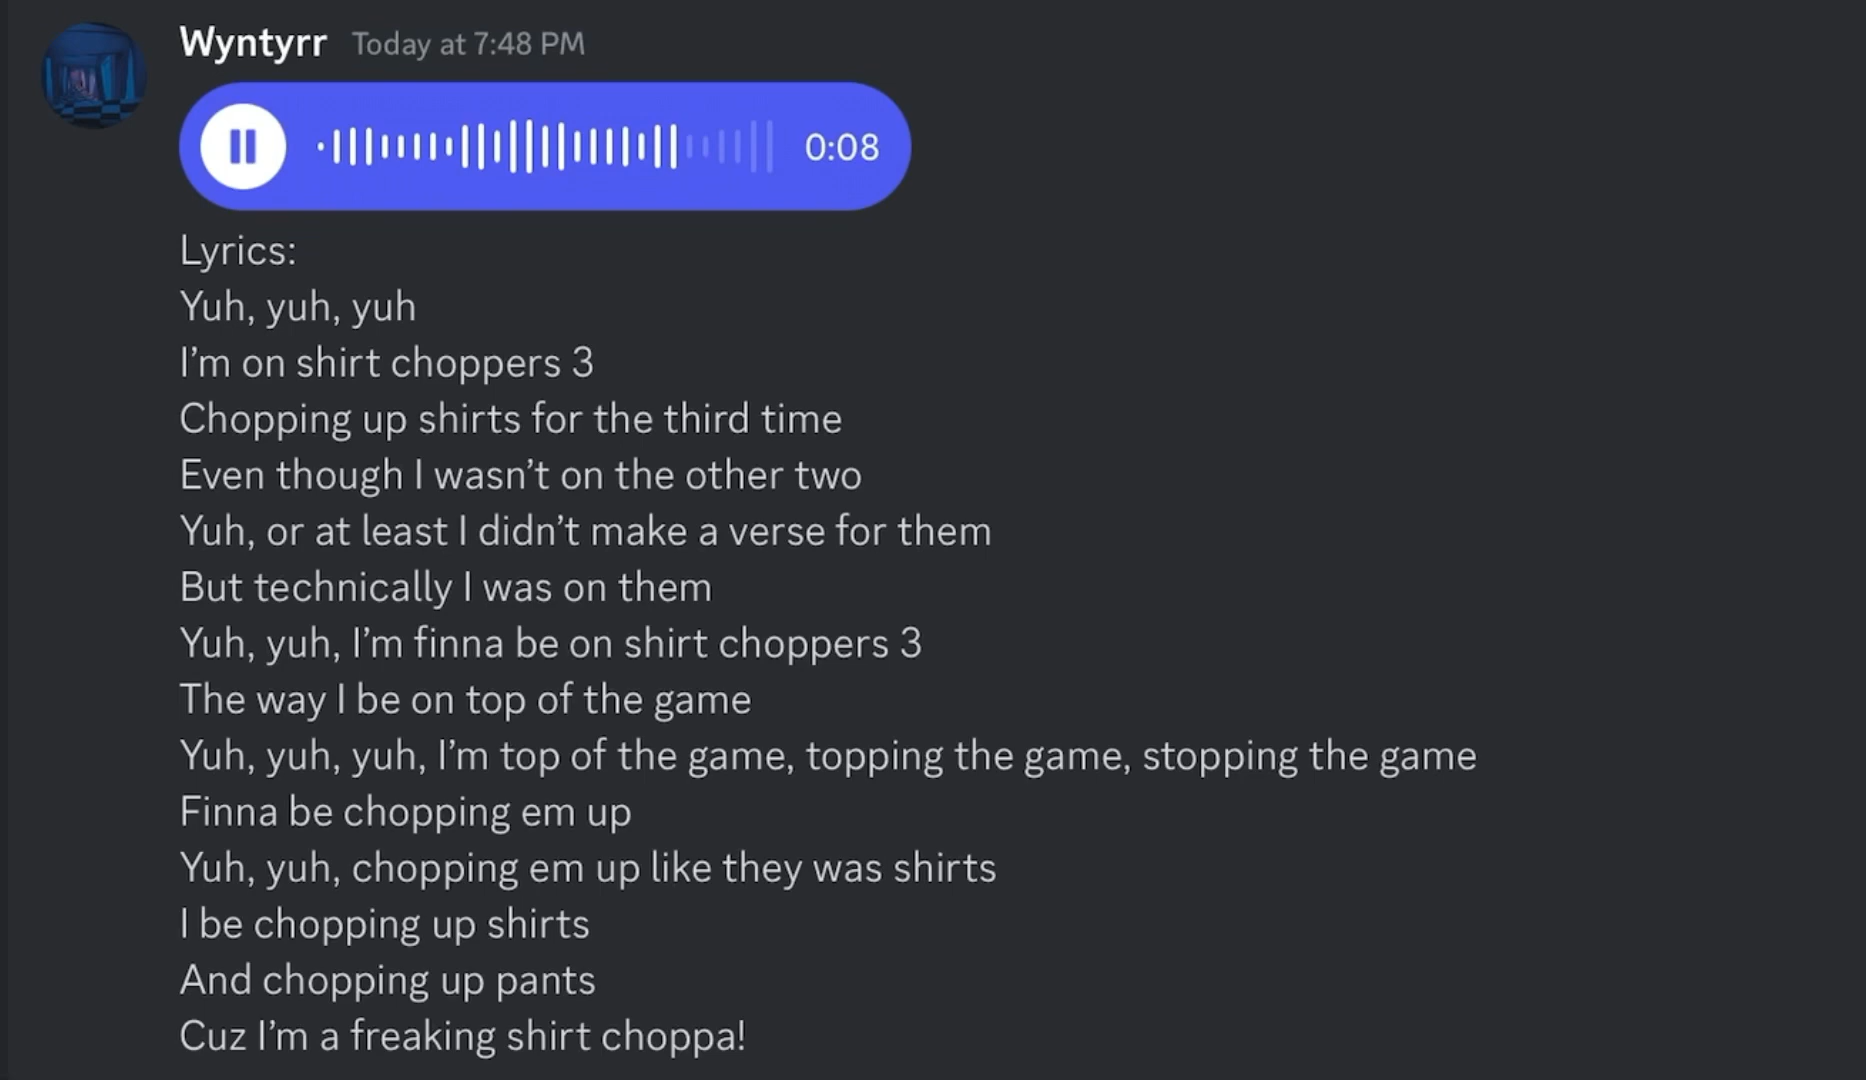 Wyntyrr Today at 7:48 PM
0:08
Lyrics:
Yuh, yuh, yuh
I’m on shirt choppers 3
Chopping up shirts for the third time
Even though I wasn’t on the other two
Yuh, or at least I didn’t make a verse for them
But technically I was on them
Yuh, yuh, I’m finna be on shirt choppers 3
The way I be on top of the game
Yuh, yuh, yuh, I’m top of the game, topping the game, stopping the game
Finna be chopping em up
Yuh, yuh, chopping em up like they was shirts
I be chopping up shirts
And chopping up pants
Cuz I’m a freaking shirt choppa!